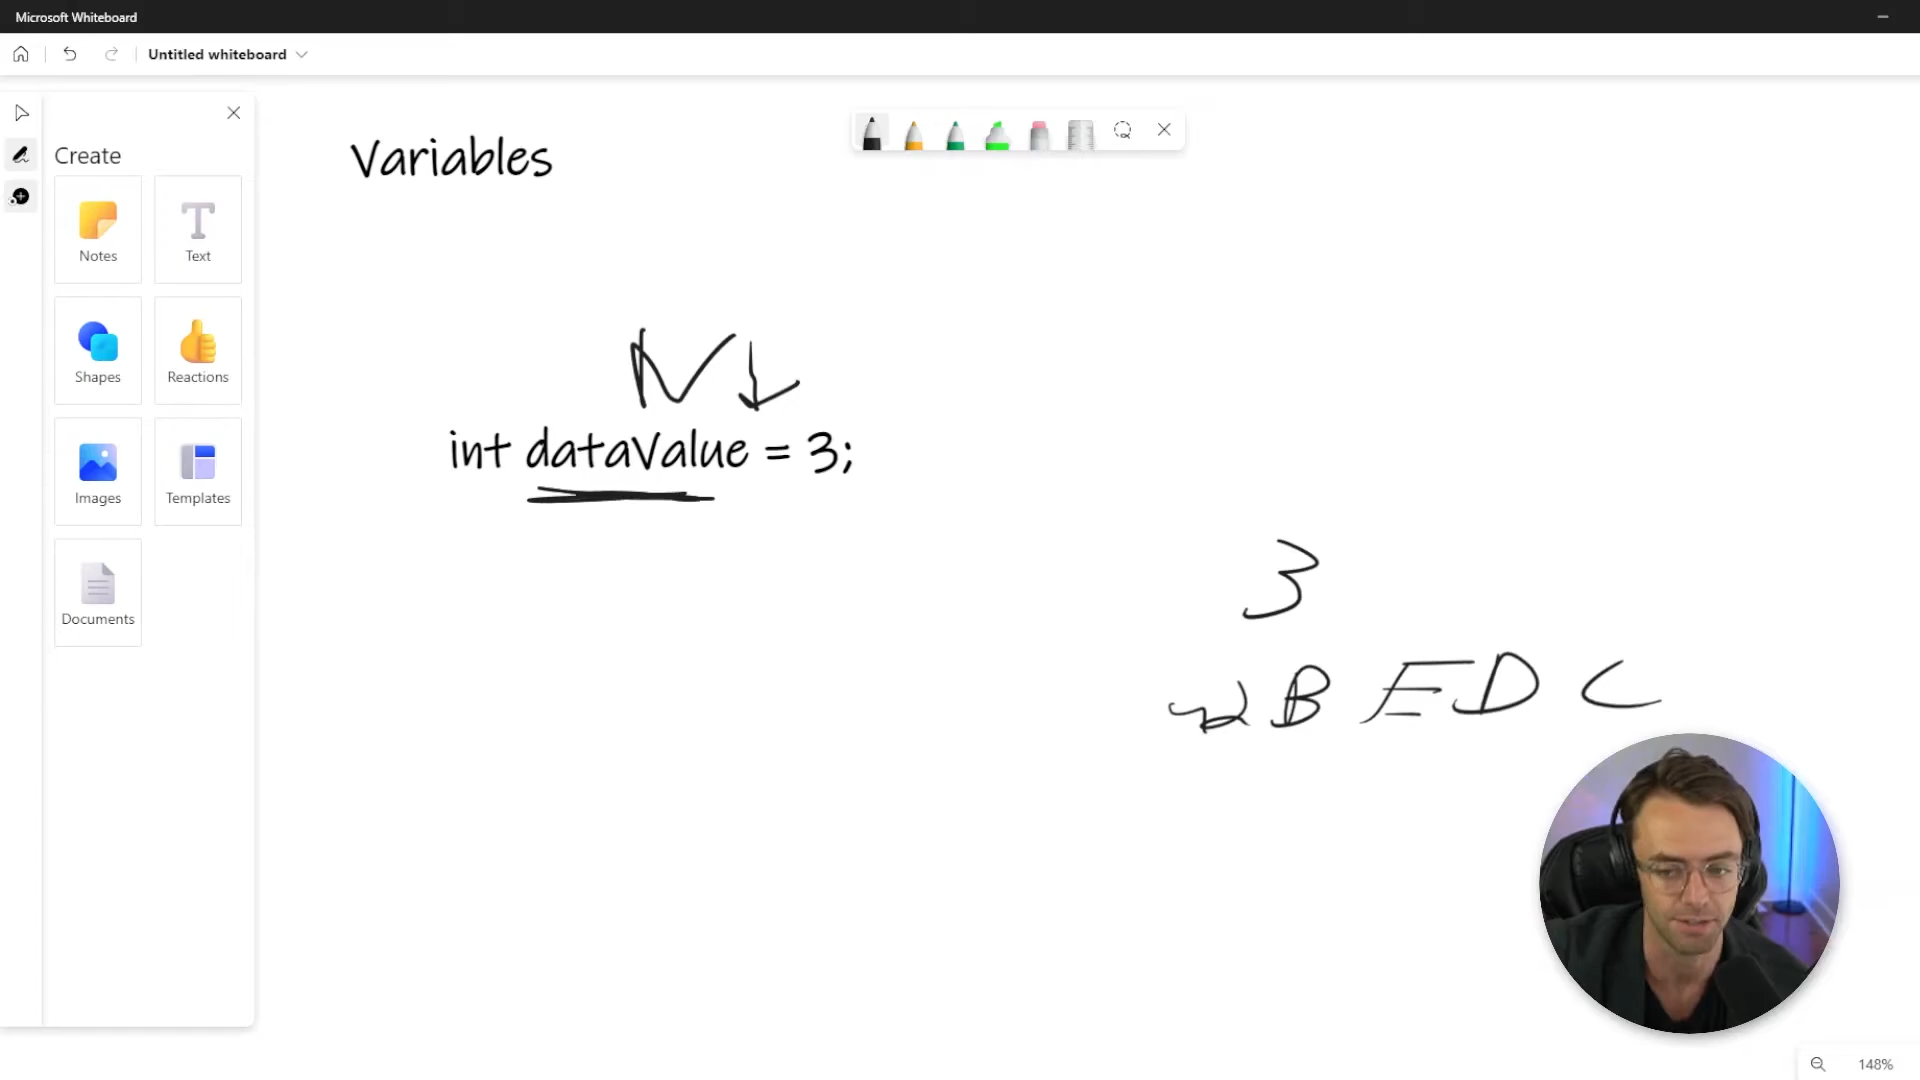 Microsoft Whiteboard
Untitled whiteboard
Create
Variables
Notes
Text
Shapes
Reactions
int dataValue = 3;
Images
Templates
Documents
3
B E D C
148%